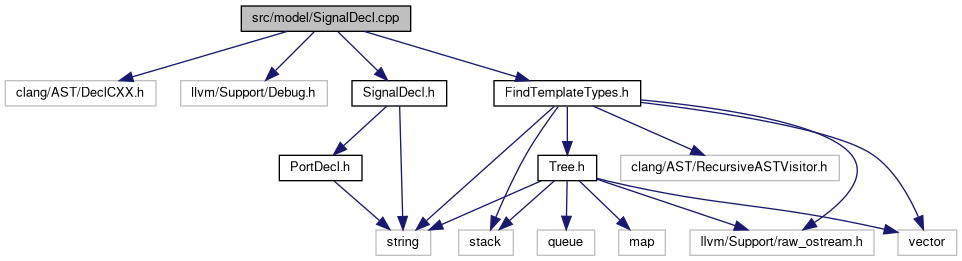 src/model/SignalDecl.cpp
clang/AST/DeclCXX.h
llvm/Support/Debug.h
SignalDecl.h
FindTemplateTypes.h
PortDecl.h
Tree.h
clang/AST/RecursiveASTVisitor.h
string
stack
queue
map
llvm/Support/raw_ostream.h
vector